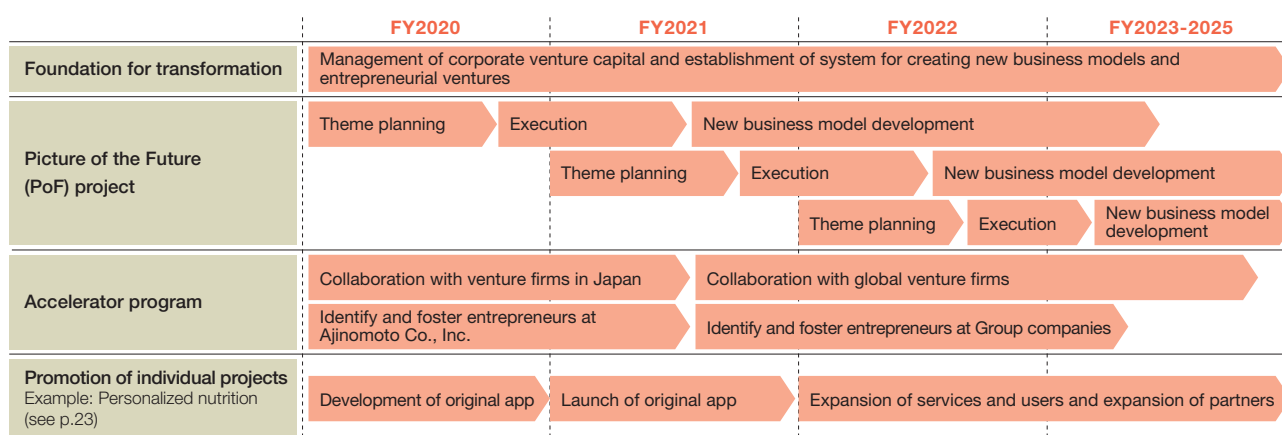 FY2020 FY2021 FY2022 FY2023-2025
Foundation for transformation
Management of corporate venture capital and establishment of system for creating new business models and
entrepreneurial ventures
Picture of the Future
(PoF) project
Theme planning Execution New business model development
Theme planning Execution New business model development
Theme planning Execution New business model
development
Accelerator program
Collaboration with venture firms in Japan Collaboration with global venture firms
Identify and foster entrepreneurs at
Ajinomoto Co., Inc.
Identify and foster entrepreneurs at Group companies
Promotion of individual projects
Example: Personalized nutrition
(see p.23)
Development of original app Launch of original app Expansion of services and users and expansion of partners